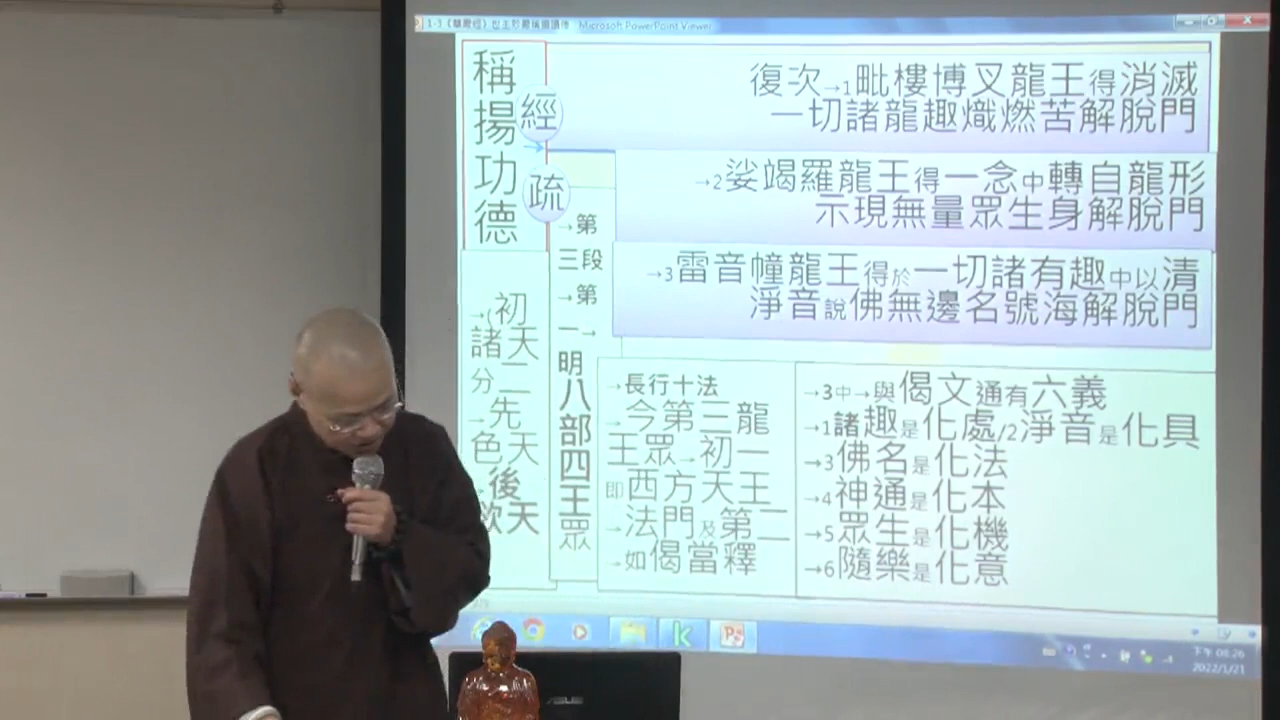 1-3《華嚴經》世主妙嚴稱揚讚德 - Microsoft PowerPoint Viewer
稱揚功德
經
疏
復次→1毗樓博叉龍王得消滅
一切諸龍趣熾燃苦解脫門
→2娑竭羅龍王得一念中轉自龍形
示現無量眾生身解脫門
→3雷音幢龍王得於一切諸有趣中以清
淨音說佛無邊名號海解脫門
→(初
諸天
分二
→先
色天
後
欲天
→第
三段
→第
一→
明八部四王眾
→長行十法
→今第三龍
王眾→初一
即西方天王
→法門及第二
→如偈當釋
→3中→與偈文通有六義
→1諸趣是化處/2淨音是化具
→3佛名是化法
→4神通是化本
→5眾生是化機
→6隨樂是化意
下午 08:26
2022/1/21
ASUS